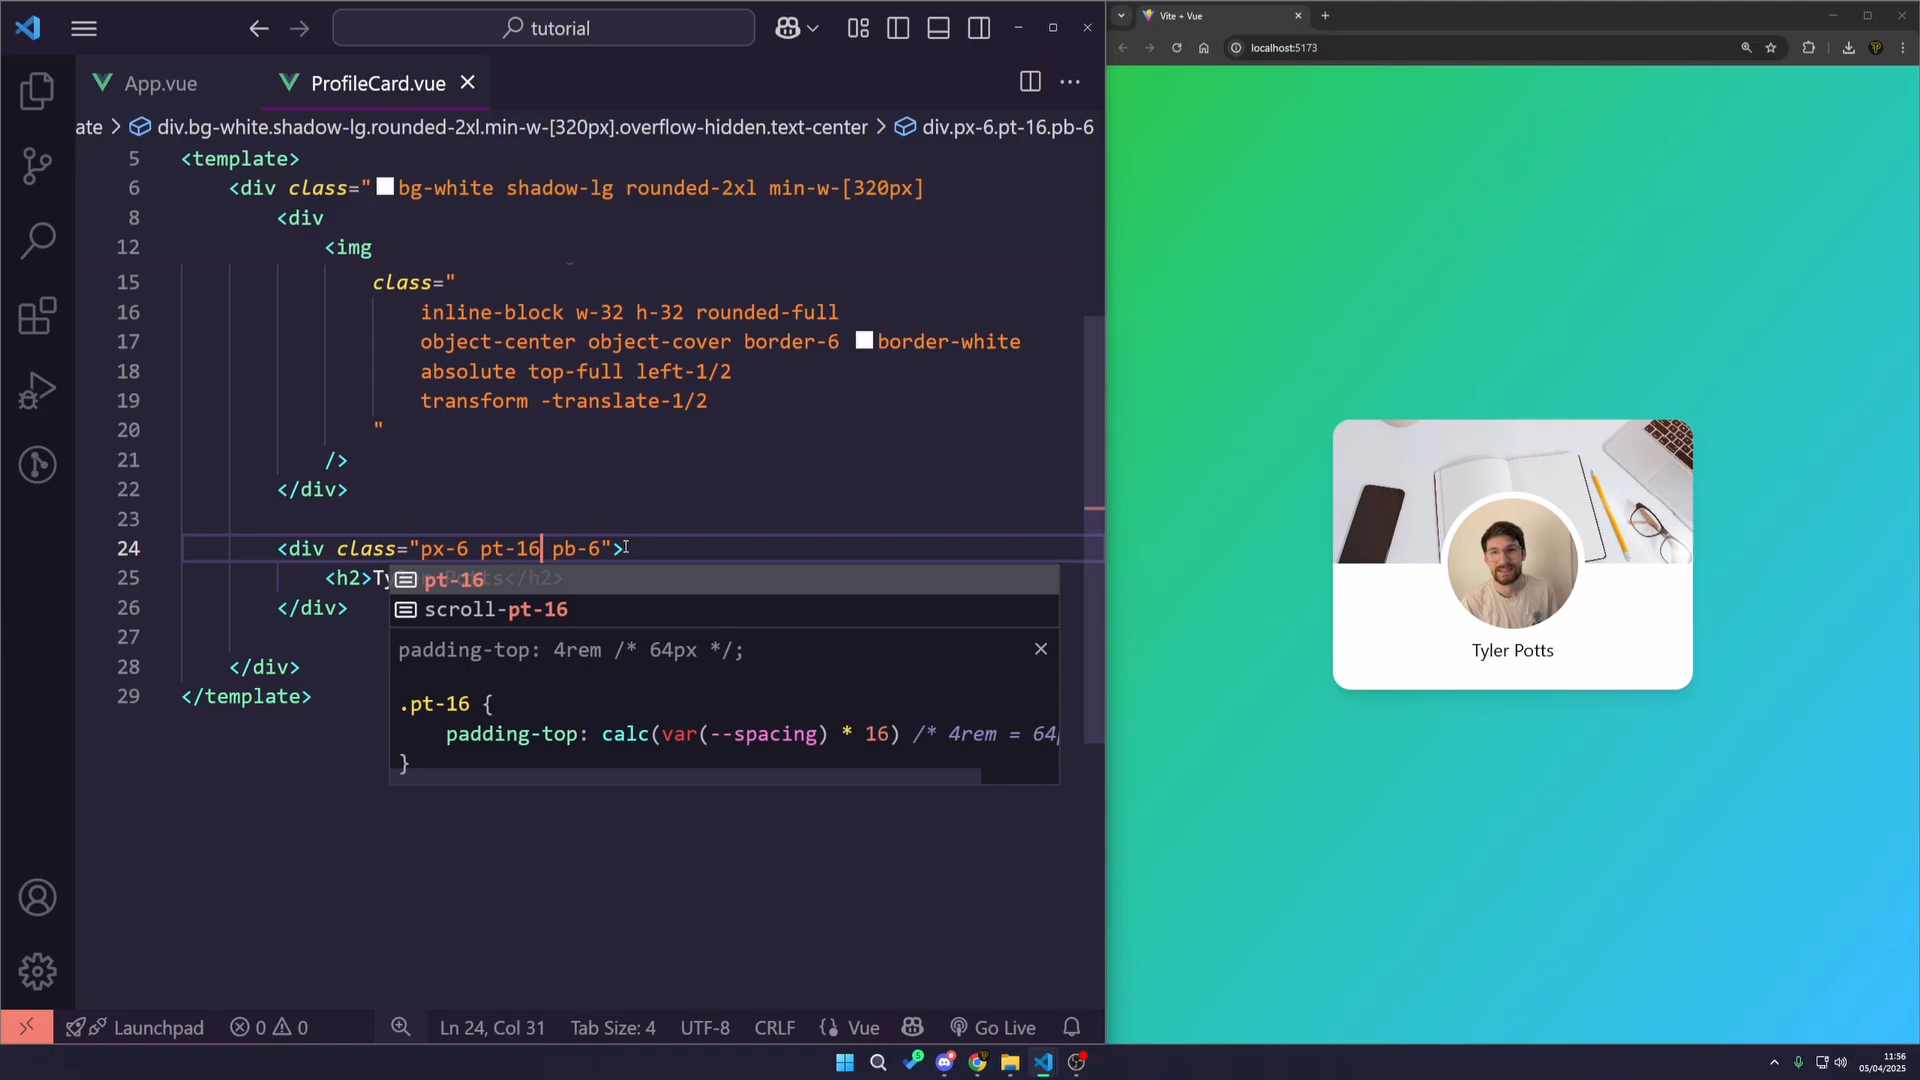 tutorial
Vite + Vue
localhost:5173
App.vue
ProfileCard.vue
ate > div.bg-white.shadow-lg.rounded-2xl.min-w-[320px].overflow-hidden.text-center > div.px-6.pt-16.pb-6
5 <template>
6 <div class="bg-white shadow-lg rounded-2xl min-w-[320px]
8 <div
12 <img
15 class="
16 inline-block w-32 h-32 rounded-full
17 object-center object-cover border-6 border-white
18 absolute top-full left-1/2
19 transform -translate-1/2
20 "
21 />
22 </div>
23
24 <div class="px-6 pt-16 pb-6">
25 <h2>Tyler Potts</h2>
26 </div>
27
28 </div>
29 </template>
pt-16
scroll-pt-16
padding-top: 4rem /* 64px */;
.pt-16 {
padding-top: calc(var(--spacing) * 16) /* 4rem = 64
}
Tyler Potts
Launchpad
0 0
Ln 24, Col 31
Tab Size: 4
UTF-8
CRLF
{} Vue
Go Live
5
11:56
05/04/2025